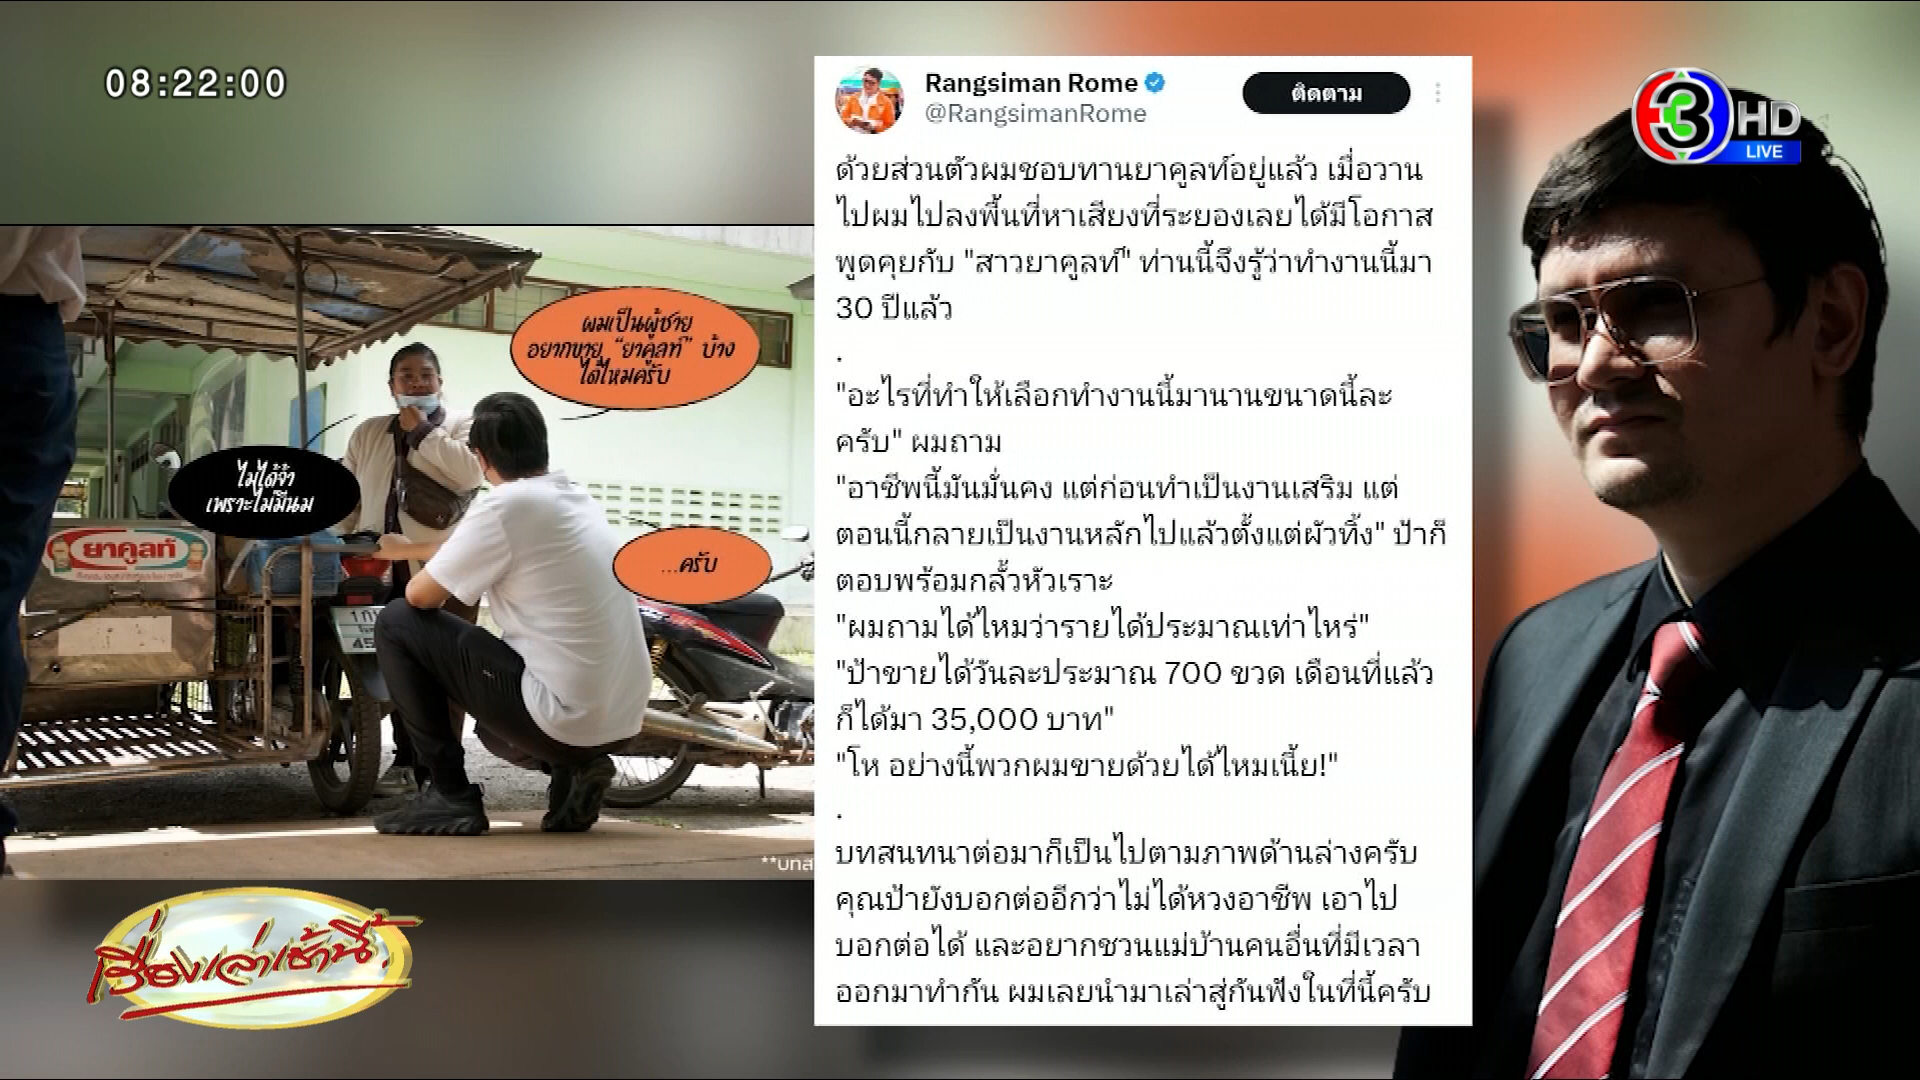 08:22:00
3 HD
LIVE
Rangsiman Rome
@RangsimanRome
ติดตาม
ด้วยส่วนตัวผมชอบทานยาคูลท์อยู่แล้ว เมื่อวาน
ไปผมไปลงพื้นที่หาเสียงที่ระยองเลยได้มีโอกาส
พูดคุยกับ "สาวยาคูลท์" ท่านนี้จึงรู้ว่าทำงานนี้มา
30 ปีแล้ว
.
"อะไรที่ทำให้เลือกทำงานนี้มานานขนาดนี้ละ
ครับ" ผมถาม
"อาชีพนี้มันมั่นคง แต่ก่อนทำเป็นงานเสริม แต่
ตอนนี้กลายเป็นงานหลักไปแล้วตั้งแต่ผัวทิ้ง" ป้าก็
ตอบพร้อมกลั้วหัวเราะ
"ผมถามได้ไหมว่ารายได้ประมาณเท่าไหร่"
"ป้าขายได้วันละประมาณ 700 ขวด เดือนที่แล้ว
ก็ได้มา 35,000 บาท"
"โห อย่างนี้พวกผมขายด้วยได้ไหมเนี้ย!"
.
บทสนทนาต่อมาก็เป็นไปตามภาพด้านล่างครับ
คุณป้ายังบอกต่ออีกว่าไม่ได้หวงอาชีพ เอาไป
บอกต่อได้ และอยากชวนแม่บ้านคนอื่นที่มีเวลา
ออกมาทำกัน ผมเลยนำมาเล่าสู่กันฟังในที่นี้ครับ
ผมเป็นผู้ชาย
อยากขาย "ยาคูลท์" บ้าง
ได้ไหมครับ
ไม่ได้จ้า
เพราะไม่มีนม
...ครับ
ยาคูลท์
เรื่องเล่าเช้านี้